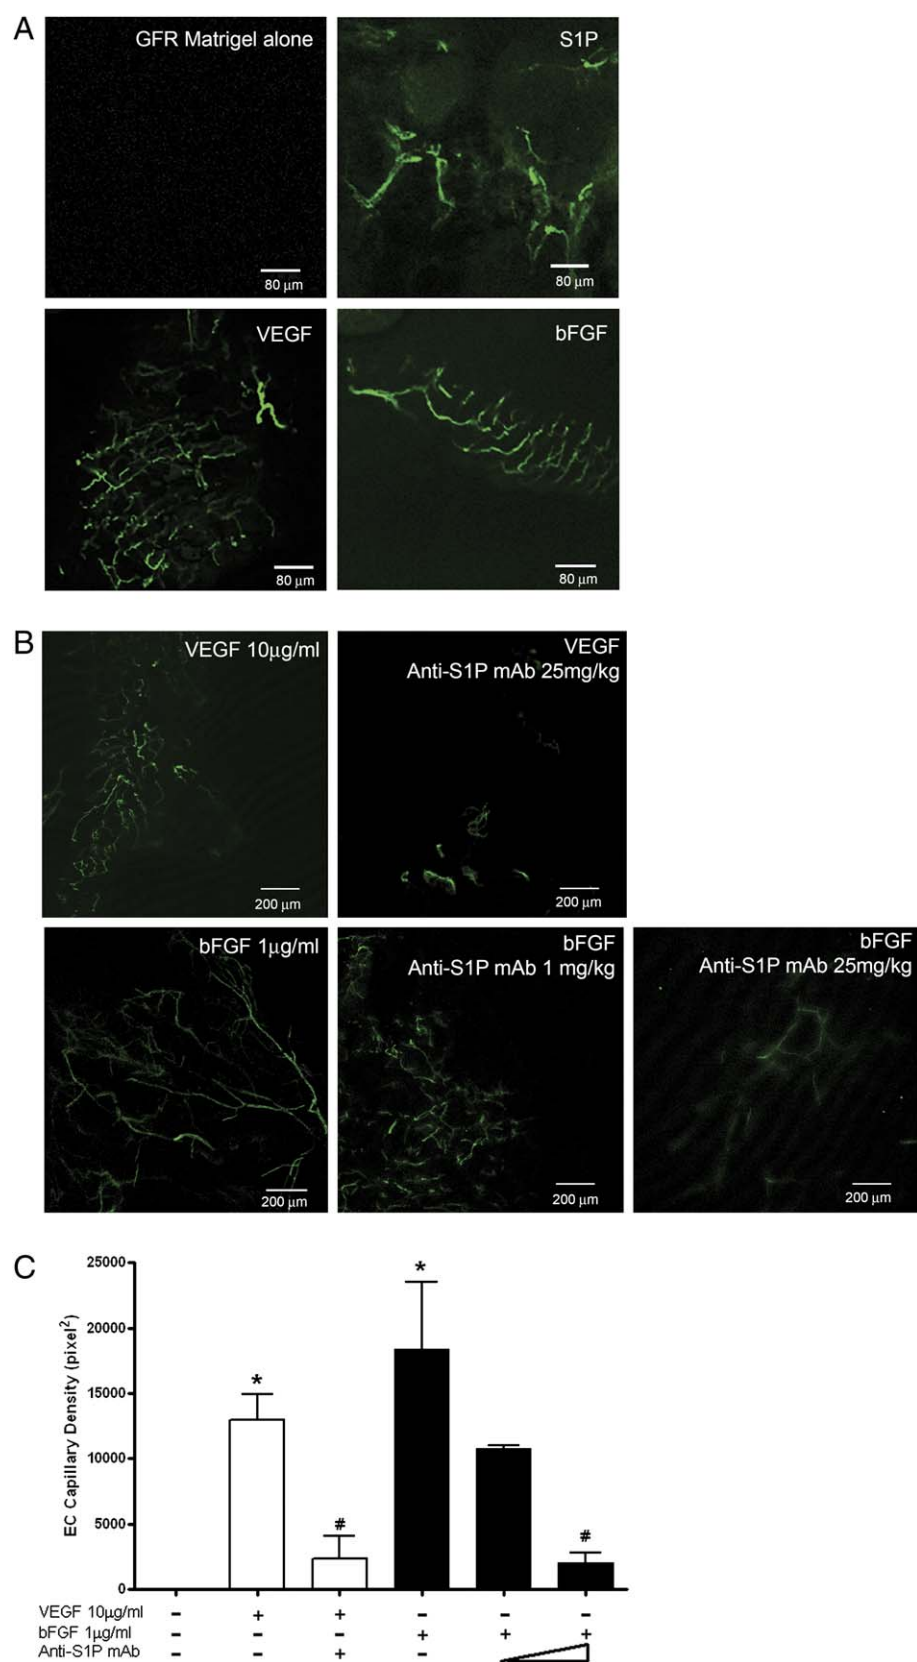 A
GFR Matrigel alone
80 μm
S1P
80 μm
VEGF
80 μm
bFGF
80 μm
B
VEGF 10μg/ml
200 μm
VEGF
Anti-S1P mAb 25mg/kg
200 μm
bFGF 1μg/ml
200 μm
bFGF
Anti-S1P mAb 1 mg/kg
200 μm
bFGF
Anti-S1P mAb 25mg/kg
200 μm
C
EC Capillary Density (pixel²)
25000
20000
15000
10000
5000
0
* # * #
VEGF 10μg/ml - + + - - -
bFGF 1μg/ml - - - + + +
Anti-S1P mAb - - + -